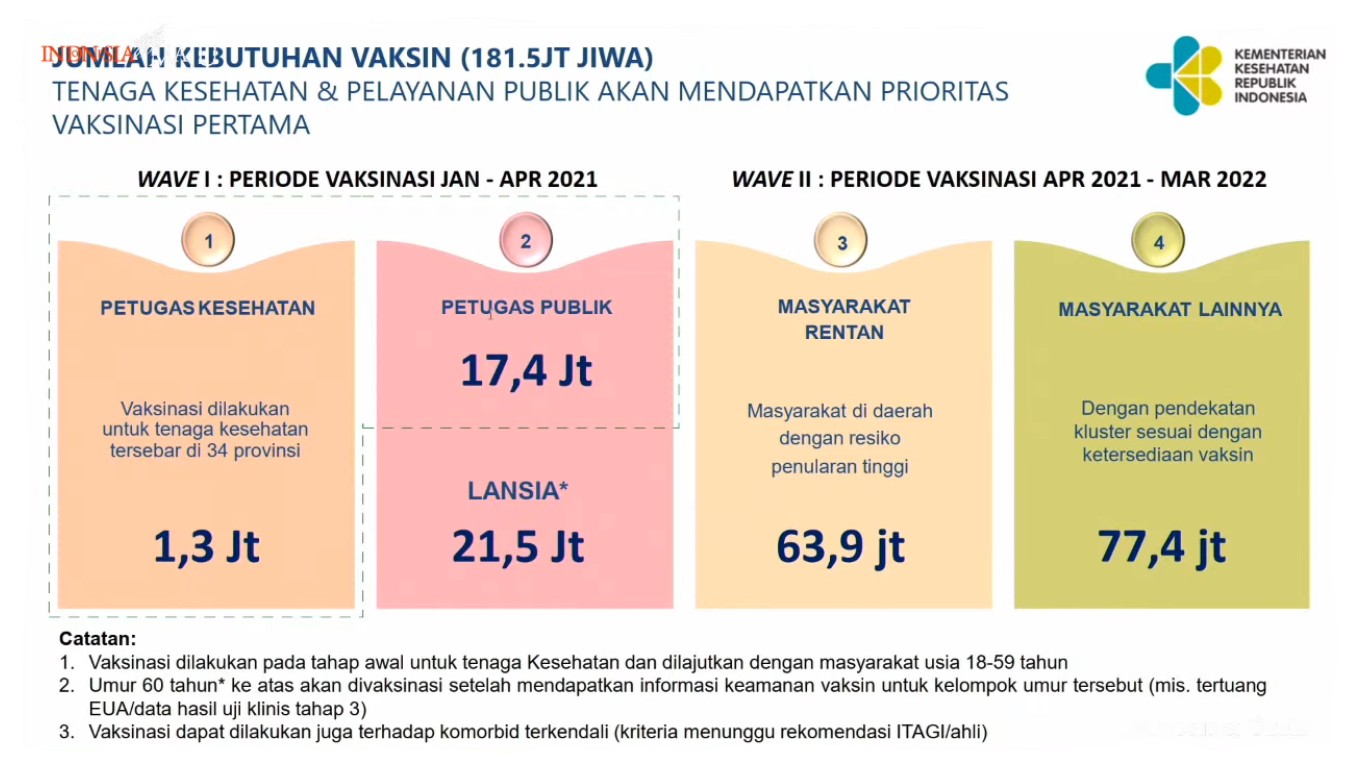 JUMLAH KEBUTUHAN VAKSIN (181.5JT JIWA)
TENAGA KESEHATAN & PELAYANAN PUBLIK AKAN MENDAPATKAN PRIORITAS
VAKSINASI PERTAMA
KEMENTERIAN
KESEHATAN
REPUBLIK
INDONESIA
WAVE I : PERIODE VAKSINASI JAN - APR 2021
1
PETUGAS KESEHATAN
Vaksinasi dilakukan
untuk tenaga kesehatan
tersebar di 34 provinsi
1,3 Jt
2
PETUGAS PUBLIK
17,4 Jt
LANSIA*
21,5 Jt
WAVE II : PERIODE VAKSINASI APR 2021 - MAR 2022
3
MASYARAKAT
RENTAN
Masyarakat di daerah
dengan resiko
penularan tinggi
63,9 jt
4
MASYARAKAT LAINNYA
Dengan pendekatan
kluster sesuai dengan
ketersediaan vaksin
77,4 jt
Catatan:
1. Vaksinasi dilakukan pada tahap awal untuk tenaga Kesehatan dan dilajutkan dengan masyarakat usia 18-59 tahun
2. Umur 60 tahun* ke atas akan divaksinasi setelah mendapatkan informasi keamanan vaksin untuk kelompok umur tersebut (mis. tertuang
EUA/data hasil uji klinis tahap 3)
3. Vaksinasi dapat dilakukan juga terhadap komorbid terkendali (kriteria menunggu rekomendasi ITAGI/ahli)